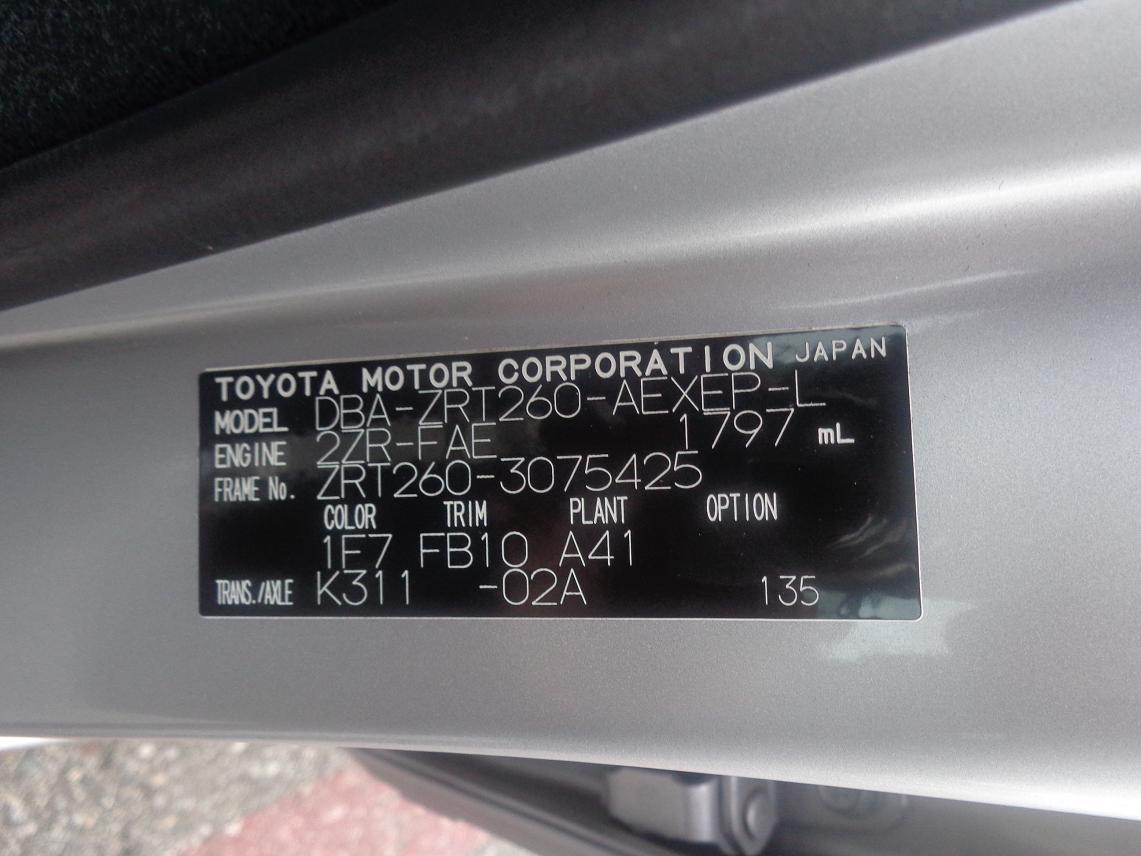 TOYOTA MOTOR CORPORATION JAPAN
MODEL DBA-ZRT260-AEXEP-L
ENGINE 2ZR-FAE 1797 mL
FRAME No. ZRT260-3075425
COLOR TRIM PLANT OPTION
1F7 FB10 A41
TRANS./AXLE K311 -02A 135